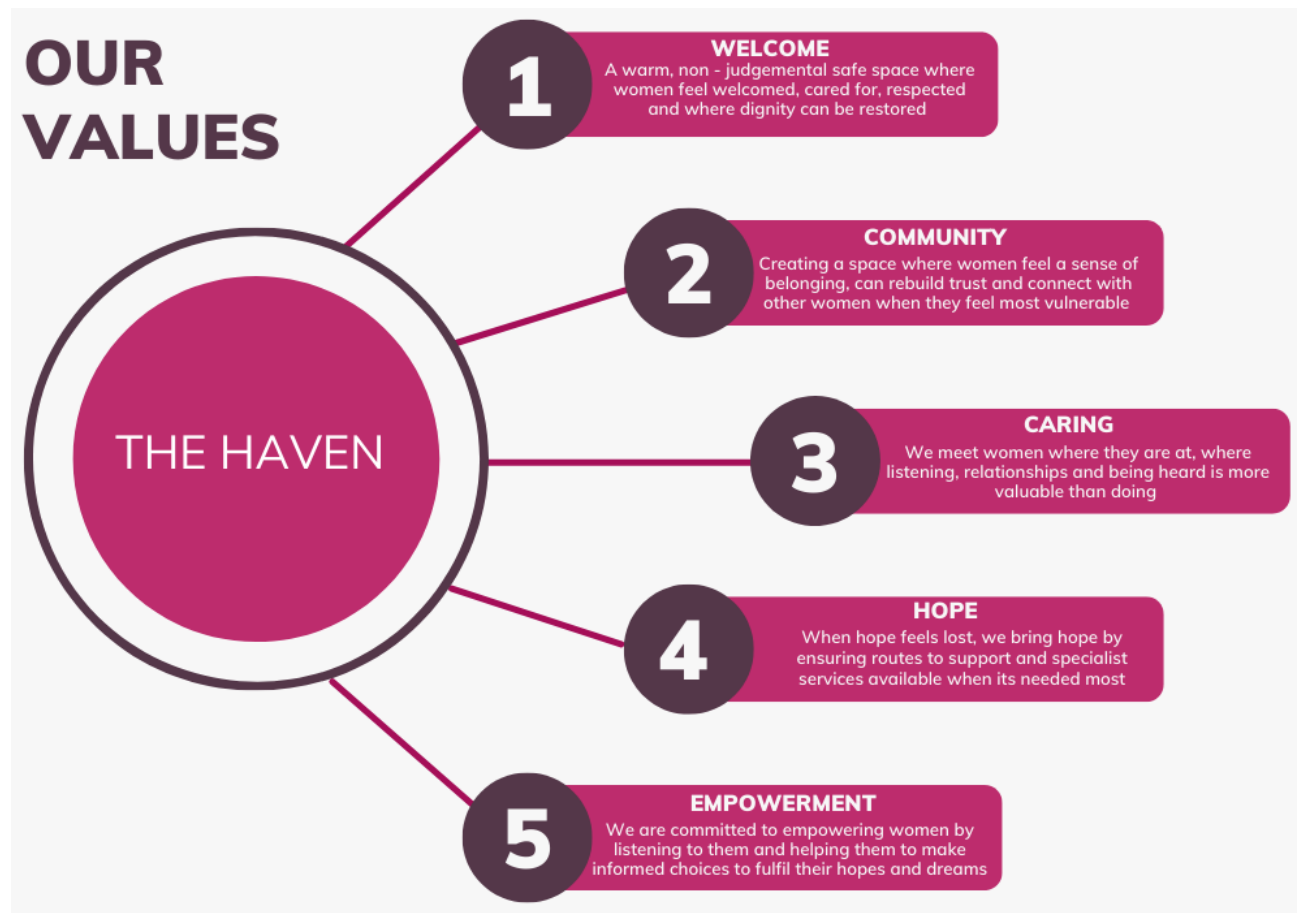 OUR
VALUES
THE HAVEN
1
WELCOME
A warm, non - judgemental safe space where
women feel welcomed, cared for, respected
and where dignity can be restored
2
COMMUNITY
Creating a space where women feel a sense of
belonging, can rebuild trust and connect with
other women when they feel most vulnerable
3
CARING
We meet women where they are at, where
listening, relationships and being heard is more
valuable than doing
4
HOPE
When hope feels lost, we bring hope by
ensuring routes to support and specialist
services available when its needed most
5
EMPOWERMENT
We are committed to empowering women by
listening to them and helping them to make
informed choices to fulfil their hopes and dreams